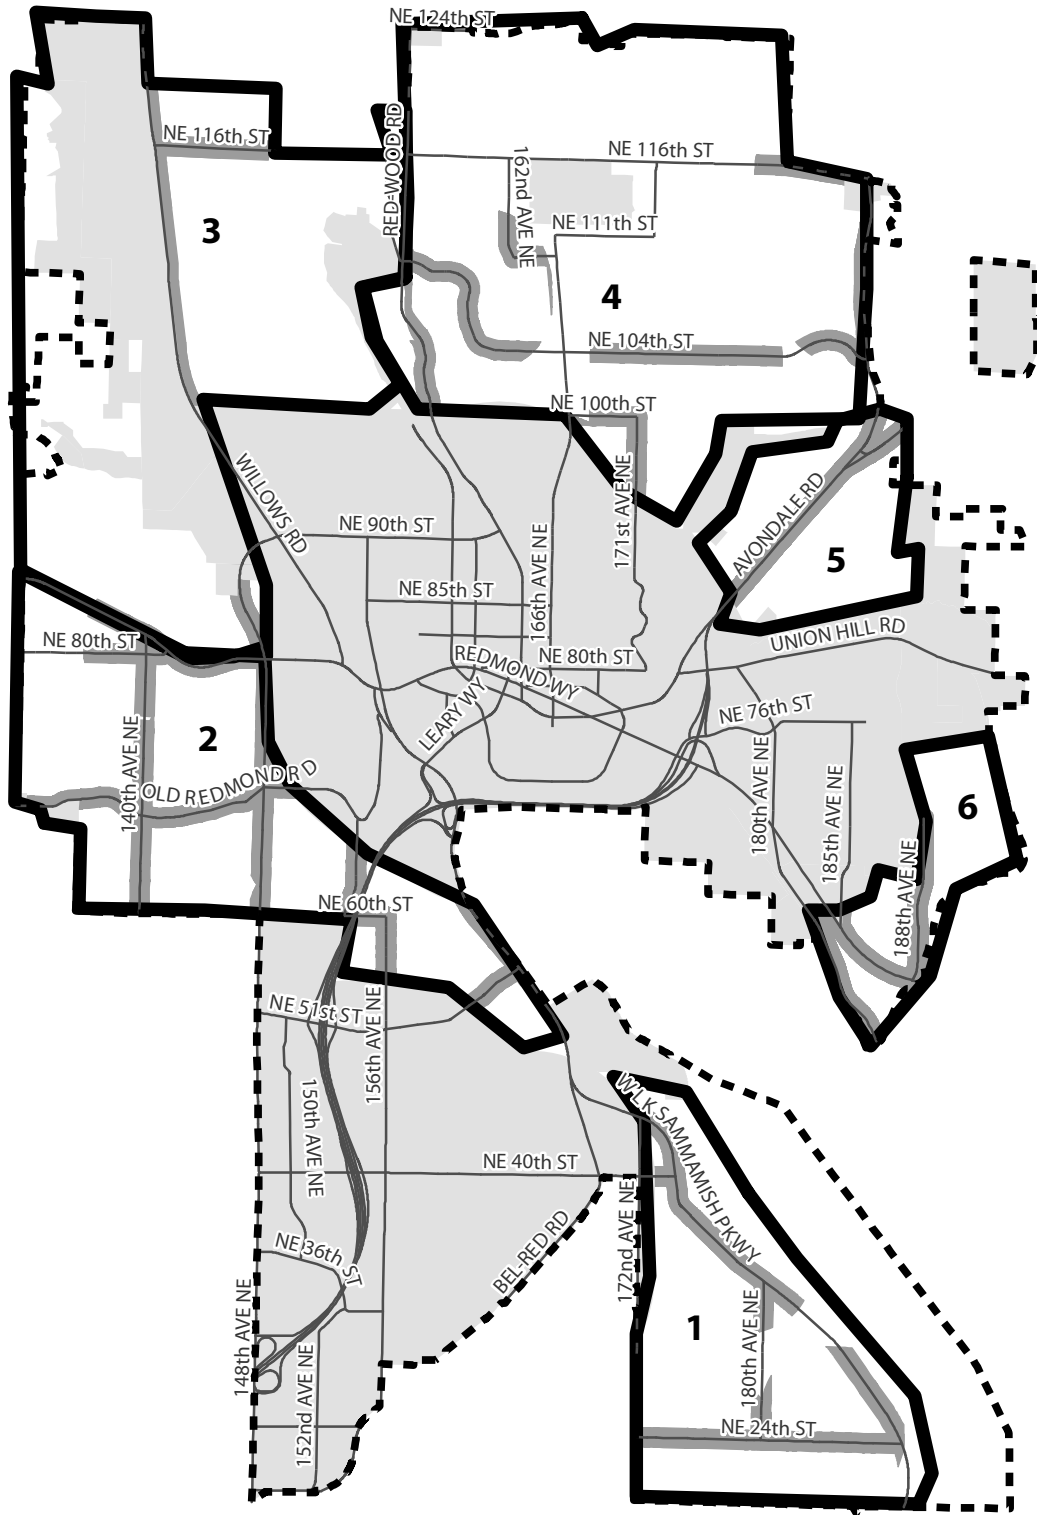 NE 124th ST
NE 116th ST
RED-WOOD RD
162nd AVE NE
NE 116th ST
3
NE 111th ST
4
NE 104th ST
NE 100th ST
WILLOWS RD
171st AVE NE
AVONDALE RD
NE 90th ST
166th AVE NE
5
NE 85th ST
NE 80th ST
REDMOND WY
NE 80th ST
UNION HILL RD
LEARY WY
NE 76th ST
2
140th AVE NE
OLD REDMOND RD
180th AVE NE
185th AVE NE
6
188th AVE NE
NE 60th ST
NE 51st ST
156th AVE NE
150th AVE NE
W LK SAMMAMISH PKWY
NE 40th ST
172nd AVE NE
BEL-RED RD
NE 36th ST
148th AVE NE
152nd AVE NE
1
180th AVE NE
NE 24th ST